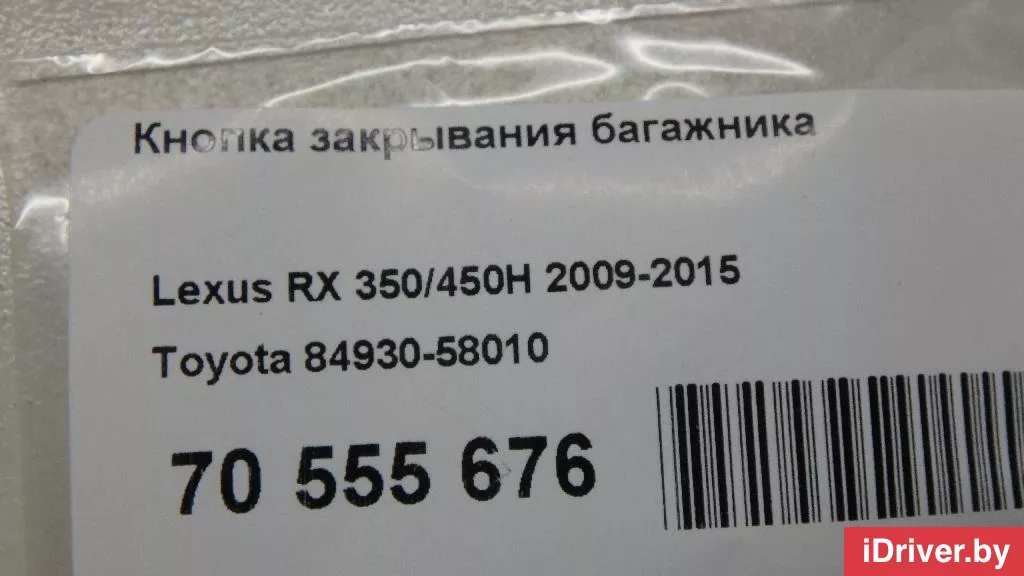 Кнопка закрывания багажника
Lexus RX 350/450H 2009-2015
Toyota 84930-58010
70 555 676
iDriver.by